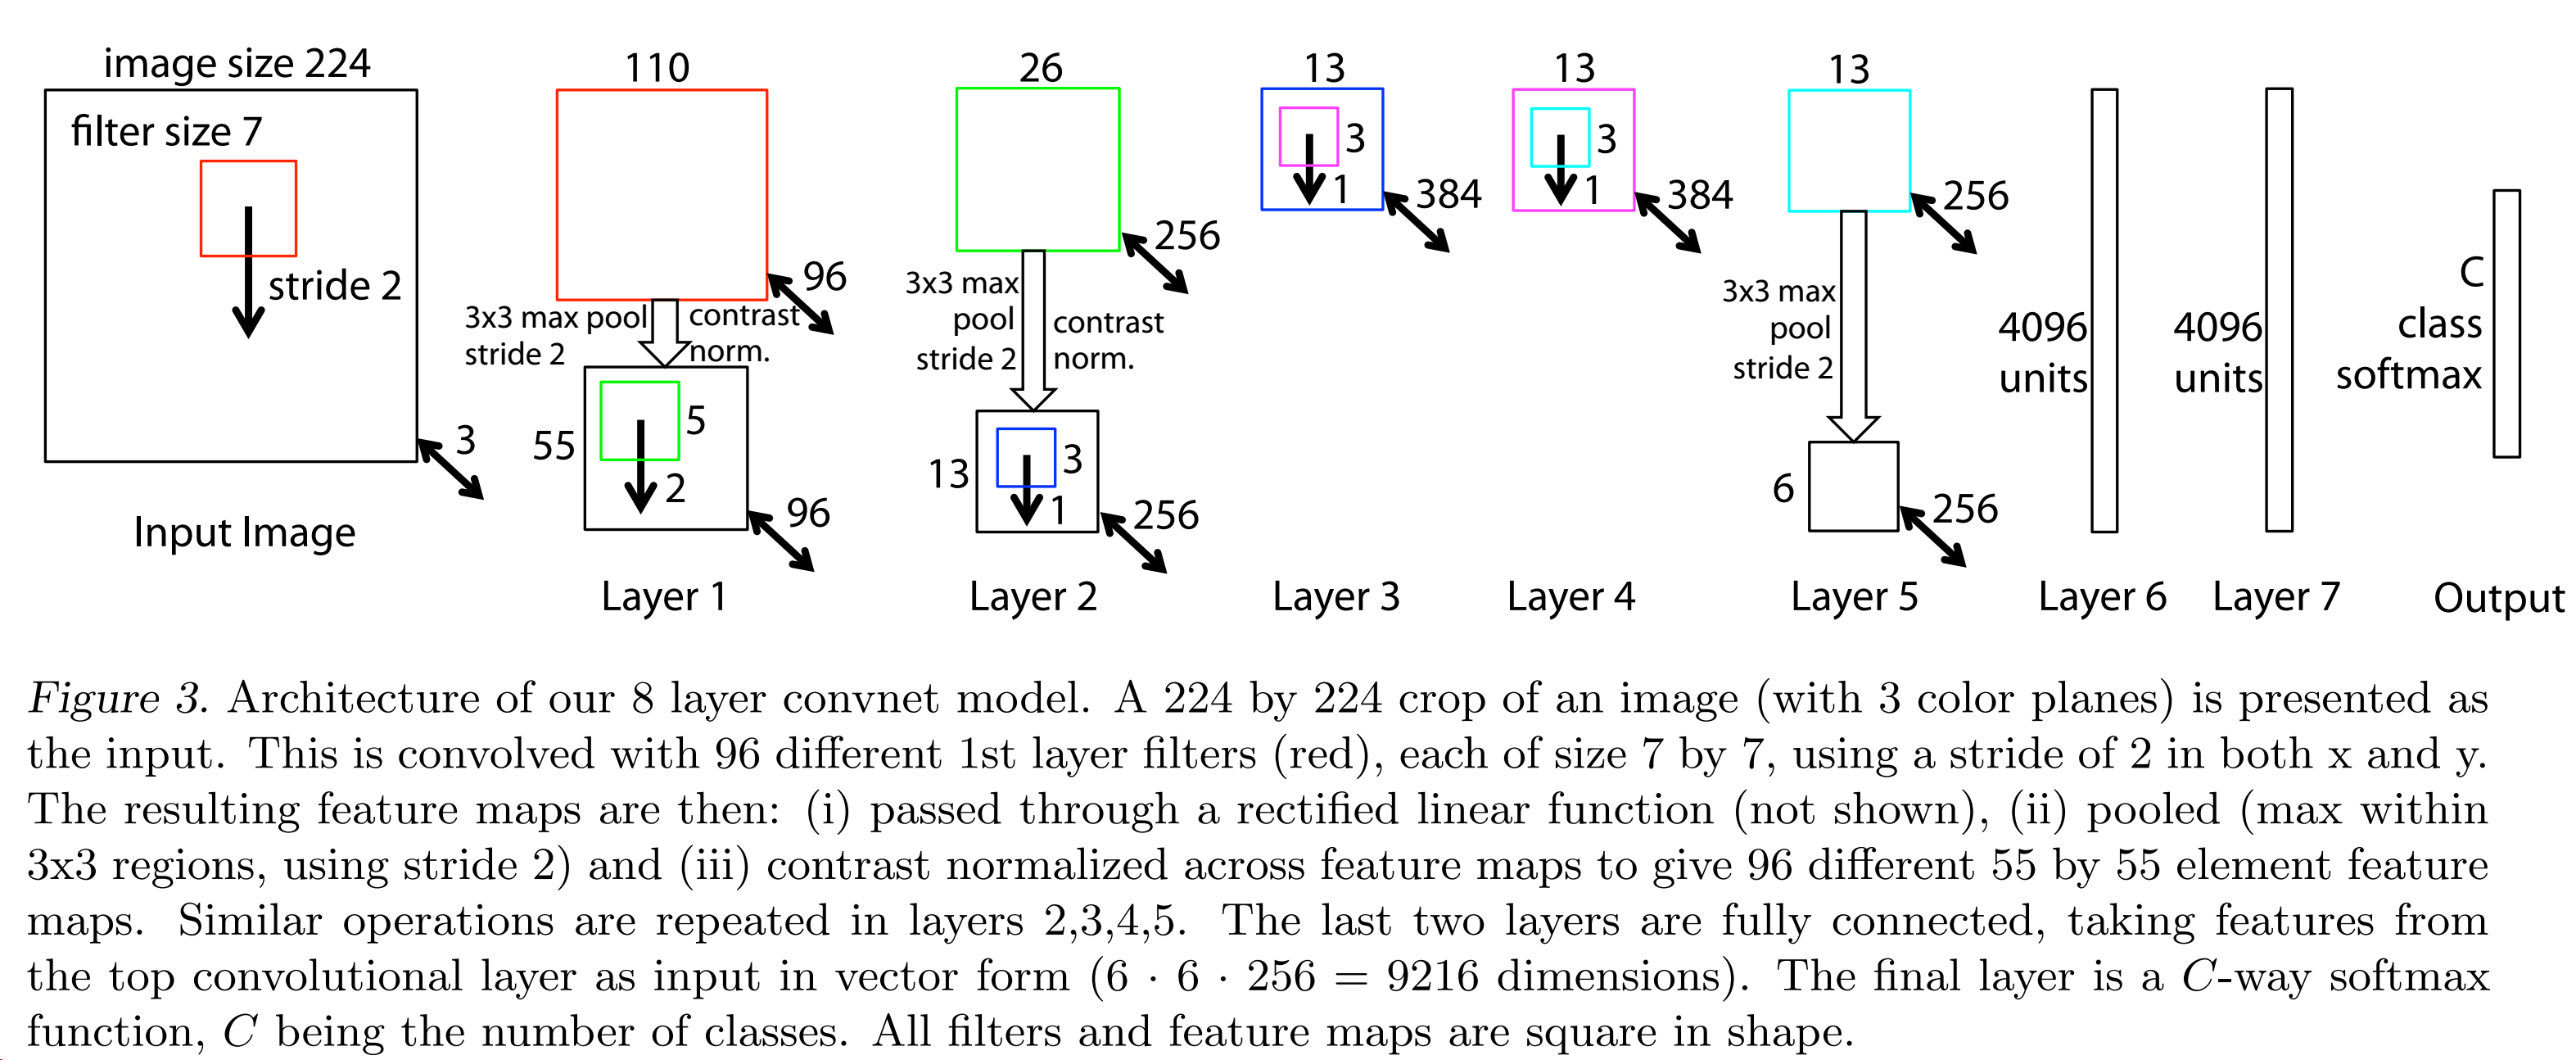 image size 224
filter size 7
stride 2
3
Input Image
110
96
3x3 max pool
stride 2
contrast
norm.
55
5
2
96
Layer 1
26
256
3x3 max
pool
stride 2
contrast
norm.
13
3
1
256
Layer 2
13
3
1
384
Layer 3
13
3
1
384
Layer 4
13
256
3x3 max
pool
stride 2
6
256
Layer 5
4096
units
Layer 6
4096
units
Layer 7
C
class
softmax
Output
Figure 3. Architecture of our 8 layer convnet model. A 224 by 224 crop of an image (with 3 color planes) is presented as
the input. This is convolved with 96 different 1st layer filters (red), each of size 7 by 7, using a stride of 2 in both x and y.
The resulting feature maps are then: (i) passed through a rectified linear function (not shown), (ii) pooled (max within
3x3 regions, using stride 2) and (iii) contrast normalized across feature maps to give 96 different 55 by 55 element feature
maps. Similar operations are repeated in layers 2,3,4,5. The last two layers are fully connected, taking features from
the top convolutional layer as input in vector form (6 · 6 · 256 = 9216 dimensions). The final layer is a C-way softmax
function, C being the number of classes. All filters and feature maps are square in shape.